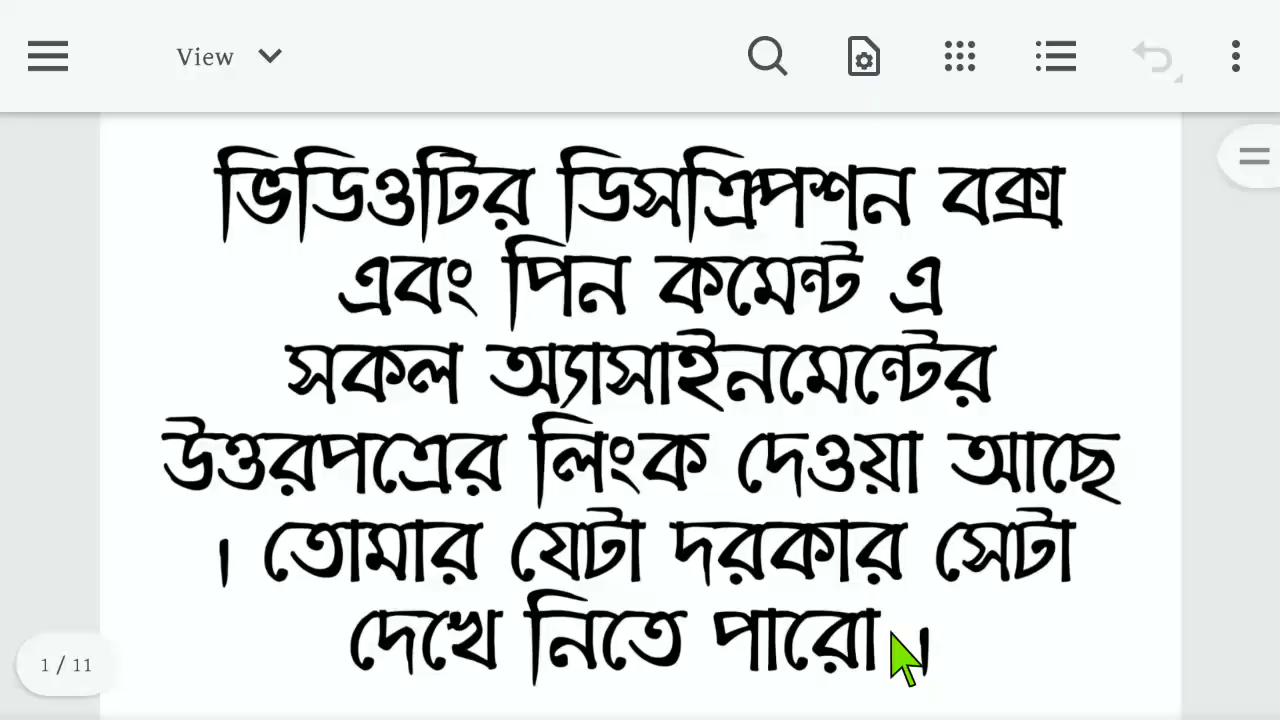 View
ভিডিওটির ডিসক্রিপশন বক্স
এবং পিন কমেন্ট এ
সকল অ্যাসাইনমেন্টের
উত্তরপত্রের লিংক দেওয়া আছে
। তোমার যেটা দরকার সেটা
দেখে নিতে পারো ।
1 / 11